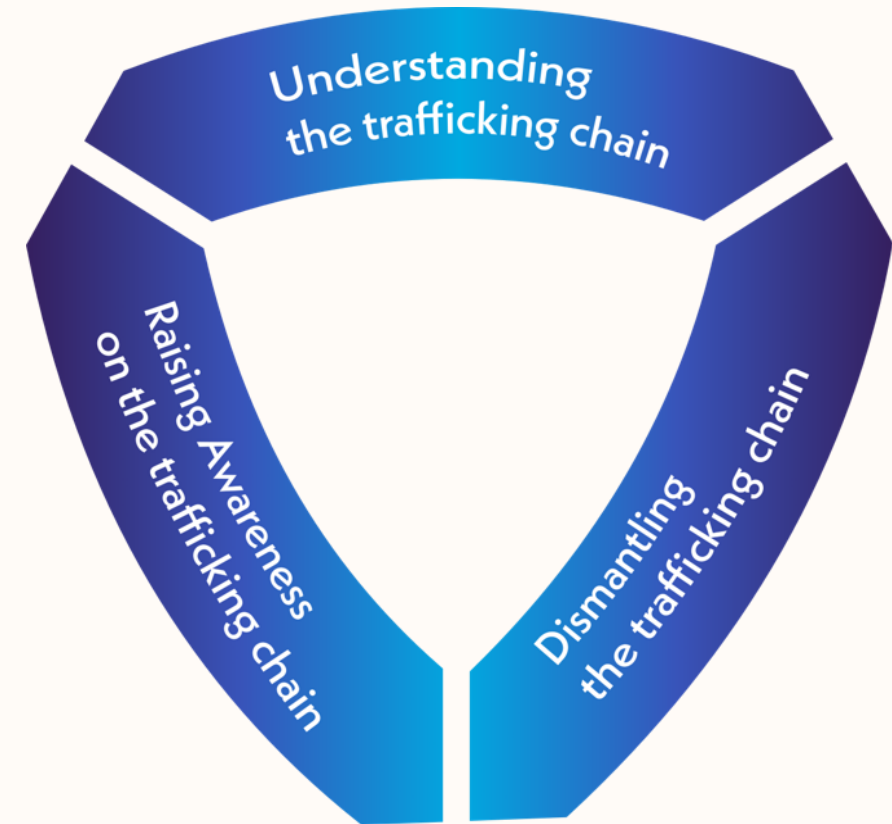 Understanding
the trafficking chain
Raising Awareness
on the trafficking chain
Dismantling
the trafficking chain